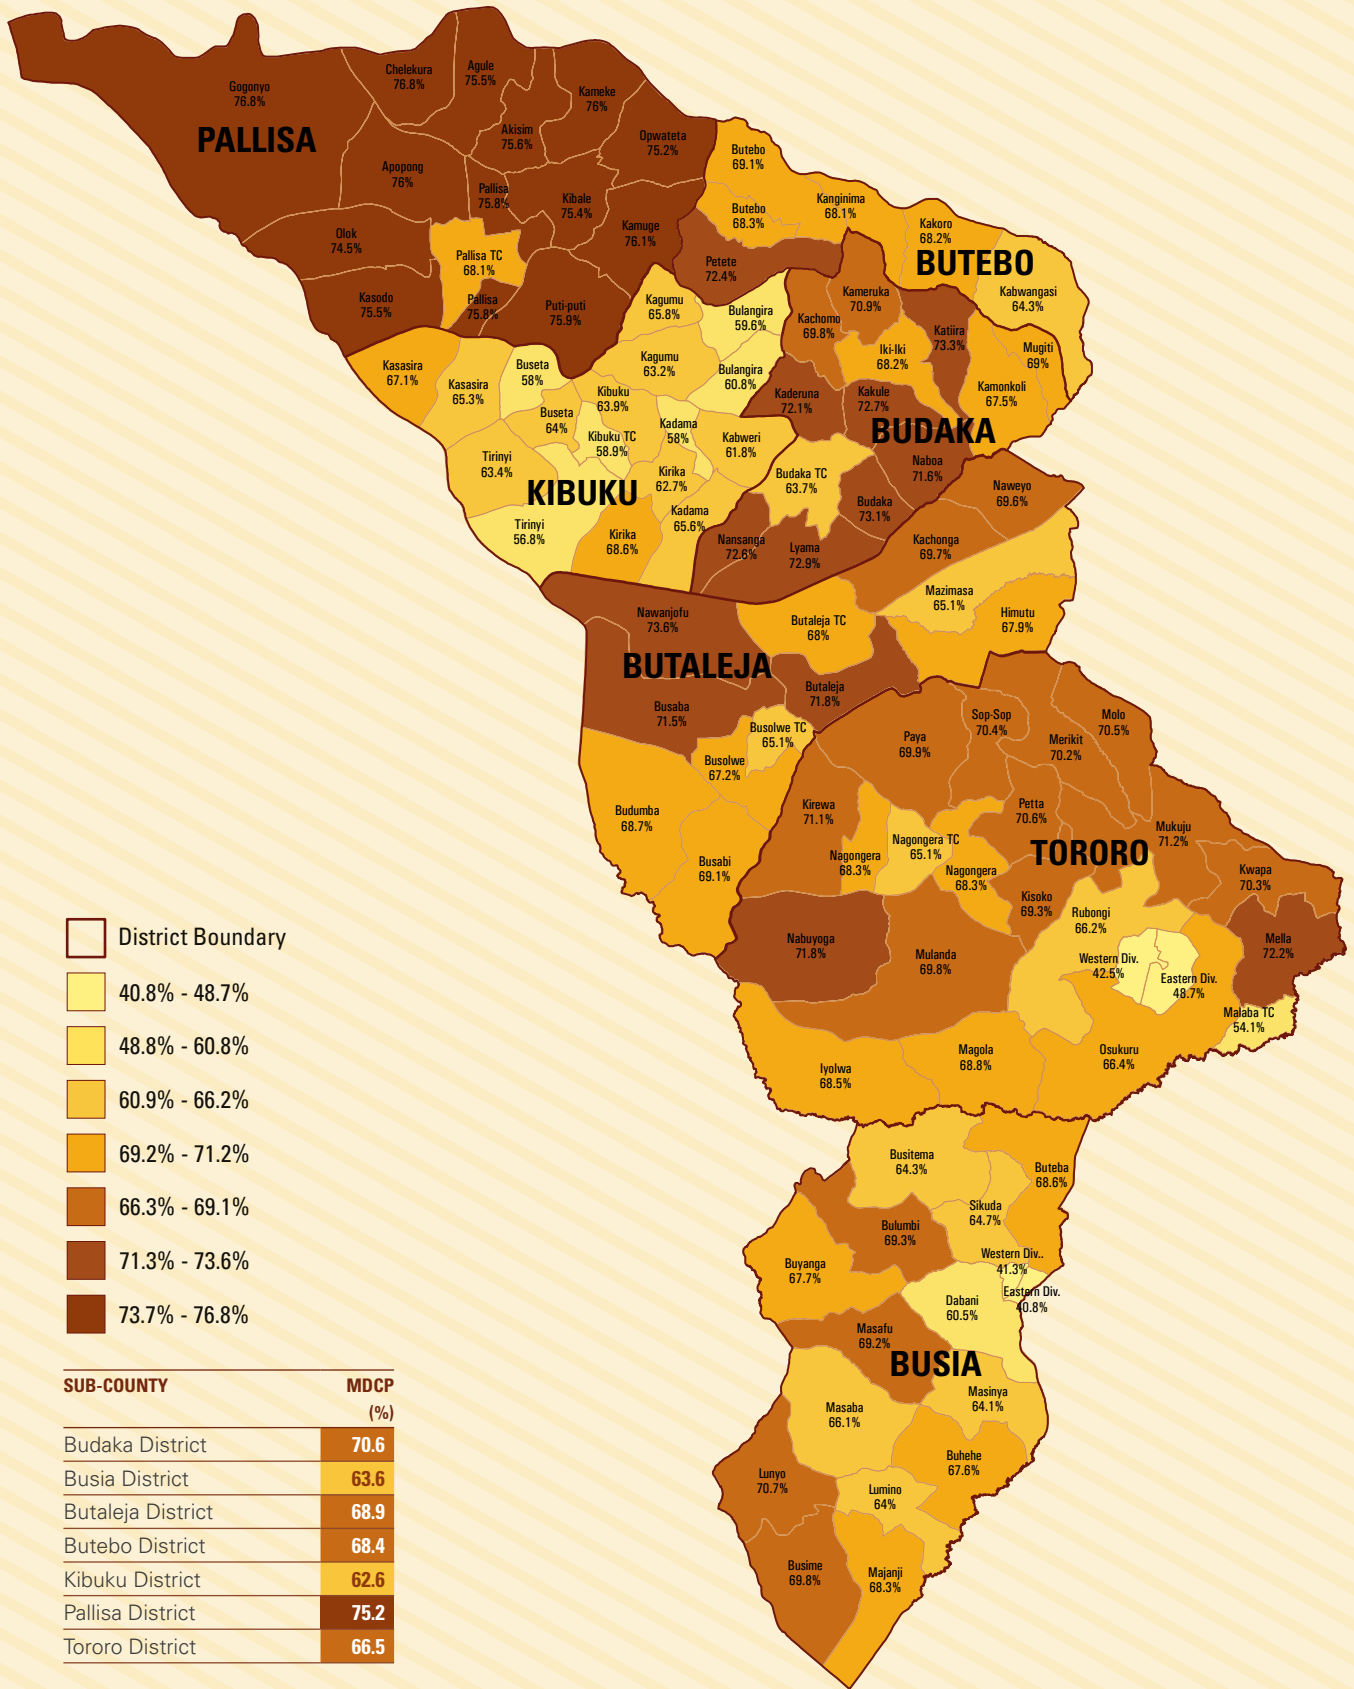 Gogonyo
76.8%
PALLISA
Chelekura
76.8%
Agule
75.5%
Kameke
76%
Akisim
75.6%
Opwateta
75.2%
Apopong
76%
Pallisa
75.8%
Kibale
75.4%
Kamuge
76.1%
Olok
74.5%
Pallisa TC
68.1%
Kasodo
75.5%
Pallisa
75.8%
Puti-puti
75.9%
Butebo
69.1%
Butebo
68.3%
Kanginima
68.1%
Kakoro
68.2%
BUTEBO
Petete
72.4%
Kabwangasi
64.3%
Kagumu
65.8%
Bulangira
59.6%
Kachomo
69.8%
Kameruka
70.9%
Katiira
73.3%
Iki-Iki
68.2%
Mugiti
69%
Kamonkoli
67.5%
Kasasira
67.1%
Kasasira
65.3%
Buseta
58%
Kagumu
63.2%
Bulangira
60.8%
Kaderuna
72.1%
Kakule
72.7%
BUDAKA
Kibuku
63.9%
Buseta
64%
Kibuku TC
58.9%
Kadama
58%
Kabweri
61.8%
Tirinyi
63.4%
Kirika
62.7%
KIBUKU
Budaka TC
63.7%
Naboa
71.6%
Budaka
73.1%
Naweyo
69.6%
Tirinyi
56.8%
Kirika
68.6%
Kadama
65.6%
Nansanga
72.6%
Lyama
72.9%
Kachonga
69.7%
Mazimasa
65.1%
Himutu
67.9%
Nawanjofu
73.6%
Butaleja TC
68%
BUTALEJA
Butaleja
71.8%
Busaba
71.5%
Busolwe TC
65.1%
Busolwe
67.2%
Budumba
68.7%
Busabi
69.1%
Paya
69.9%
Sop-Sop
70.4%
Merikit
70.2%
Molo
70.5%
Kirewa
71.1%
Petta
70.6%
Mukuju
71.2%
Nagongera
68.3%
Nagongera TC
65.1%
TORORO
Nagongera
68.3%
Kwapa
70.3%
Kisoko
69.3%
Rubongi
66.2%
Nabuyoga
71.8%
Mulanda
69.8%
Western Div.
42.5%
Eastern Div.
48.7%
Mella
72.2%
Malaba TC
54.1%
Iyolwa
68.5%
Magola
68.8%
Osukuru
66.4%
Busitema
64.3%
Buteba
68.6%
Sikuda
64.7%
Bulumbi
69.3%
Buyanga
67.7%
Western Div..
41.3%
Eastern Div.
40.8%
Dabani
60.5%
Masafu
69.2%
BUSIA
Masinya
64.1%
Masaba
66.1%
Buhehe
67.6%
Lunyo
70.7%
Lumino
64%
Busime
69.8%
Majanji
68.3%
District Boundary
40.8% - 48.7%
48.8% - 60.8%
60.9% - 66.2%
69.2% - 71.2%
66.3% - 69.1%
71.3% - 73.6%
73.7% - 76.8%
SUB-COUNTY MDCP
(%)
Budaka District 70.6
Busia District 63.6
Butaleja District 68.9
Butebo District 68.4
Kibuku District 62.6
Pallisa District 75.2
Tororo District 66.5